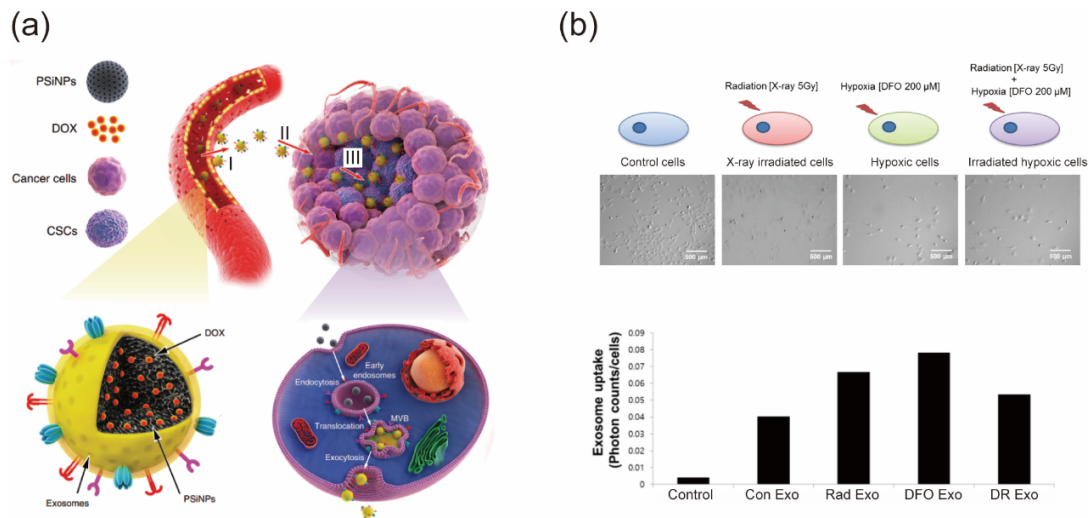 (a)
PSiNPs
DOX
Cancer cells
CSCs
I
II
III
DOX
Exosomes
PSiNPs
Endocytosis
Early
endosomes
Translocation
MVB
Exocytosis
(b)
Radiation [X-ray 5Gy]
Hypoxia [DFO 200 µM]
Radiation [X-ray 5Gy]
+
Hypoxia [DFO 200 µM]
Control cells
X-ray irradiated cells
Hypoxic cells
Irradiated hypoxic cells
500 µm
500 µm
500 µm
500 µm
Exosome uptake
(Photon counts/cells)
0.09
0.08
0.07
0.06
0.05
0.04
0.03
0.02
0.01
0
Control
Con Exo
Rad Exo
DFO Exo
DR Exo